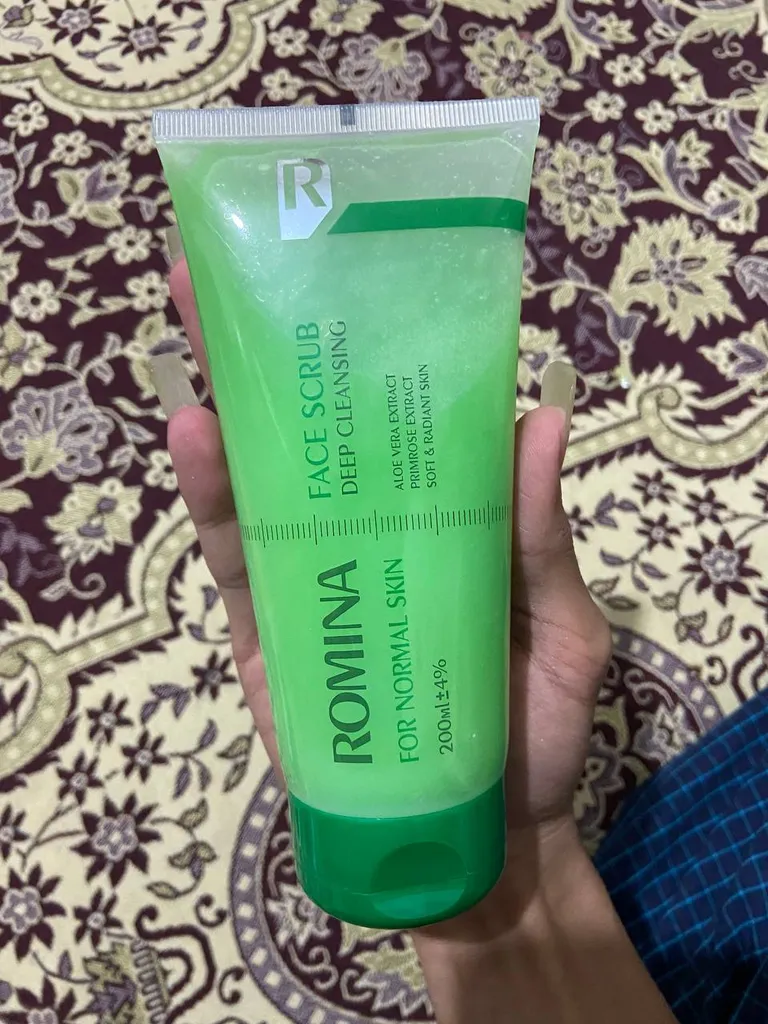 R
FACE SCRUB
DEEP CLEANSING
ALOE VERA EXTRACT
PRIMROSE EXTRACT
SOFT & RADIANT SKIN
ROMINA
FOR NORMAL SKIN
200ml±4%